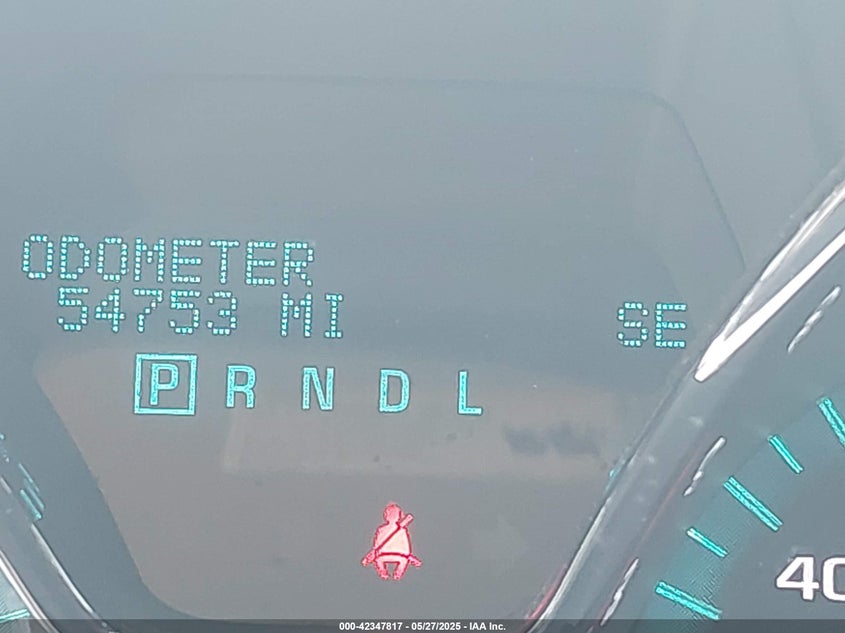 ODOMETER
54753 MI
SE
P R N D L
40
000-42347817 - 05/27/2025 - IAA Inc.